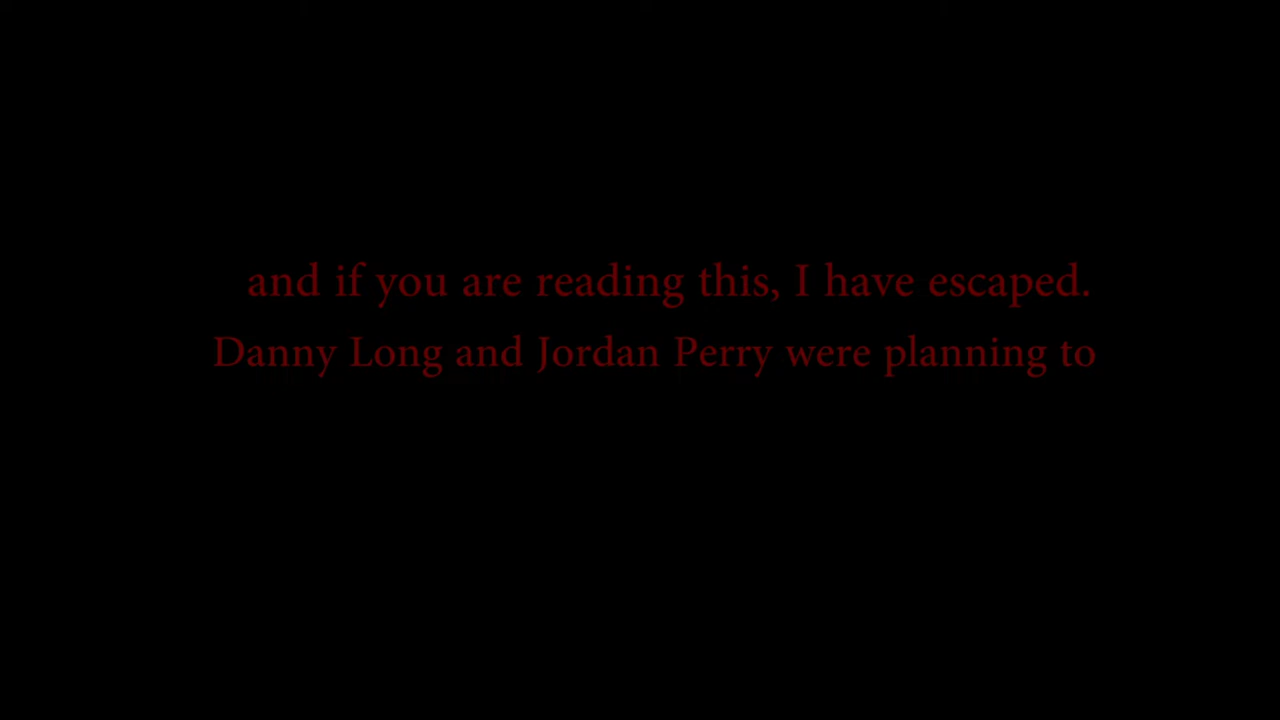 and if you are reading this, I have escaped.
Danny Long and Jordan Perry were planning to